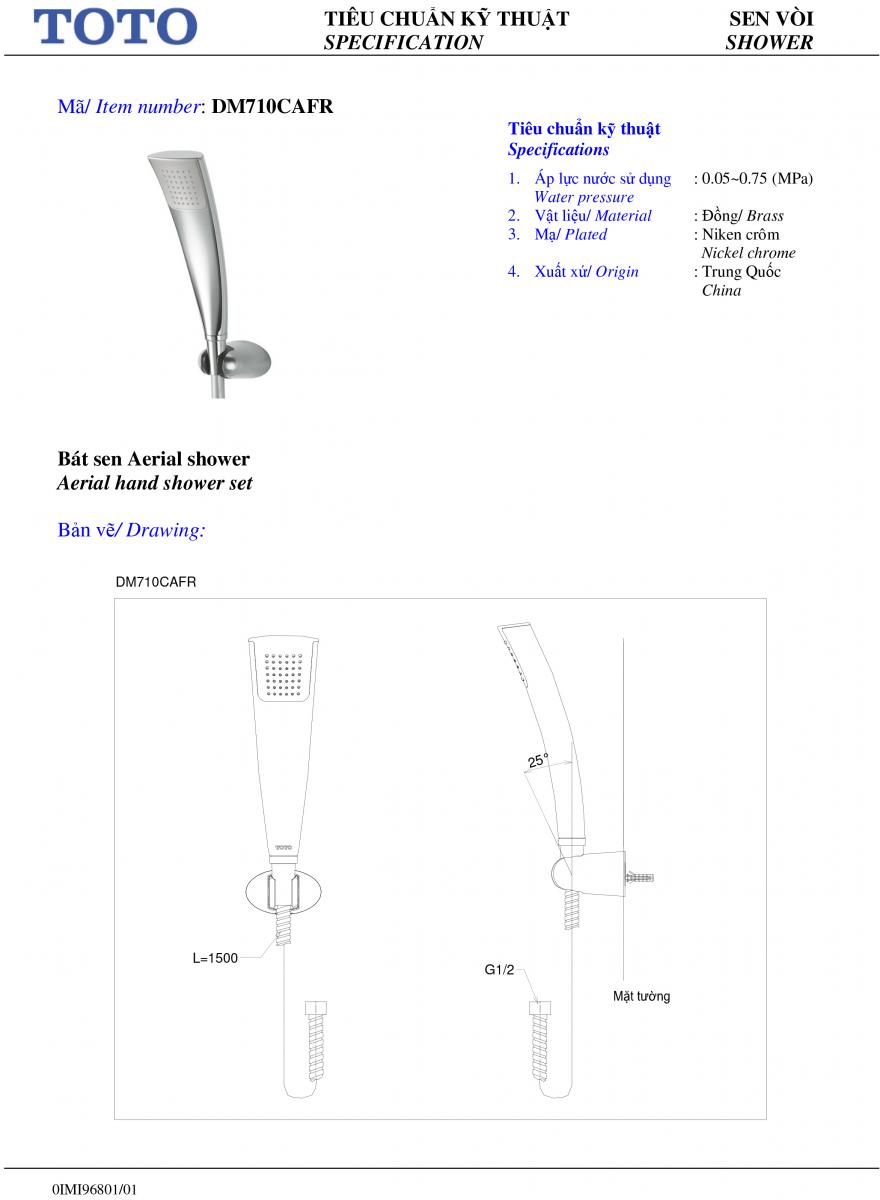 TOTO
TIÊU CHUẨN KỸ THUẬT
SPECIFICATION
SEN VÒI
SHOWER
Mã/ Item number: DM710CAFR
Tiêu chuẩn kỹ thuật
Specifications
1. Áp lực nước sử dụng : 0.05~0.75 (MPa)
Water pressure
2. Vật liệu/ Material : Đồng/ Brass
3. Mạ/ Plated : Niken crôm
Nickel chrome
4. Xuất xứ/ Origin : Trung Quốc
China
Bát sen Aerial shower
Aerial hand shower set
Bản vẽ/ Drawing:
DM710CAFR
25°
TOTO
L=1500
G1/2
Mặt tường
0IMI96801/01